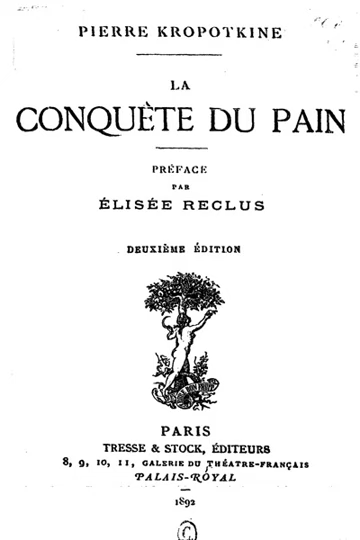 PIERRE KROPOTKINE
LA
CONQUÈTE DU PAIN
PRÉFACE
PAR
ÉLISÉE RECLUS
DEUXIÈME ÉDITION
PARIS
TRESSE & STOCK, ÉDITEURS
8, 9, 10, 11, GALERIE DU THÉATRE-FRANÇAIS
PALAIS-ROYAL
1892
C